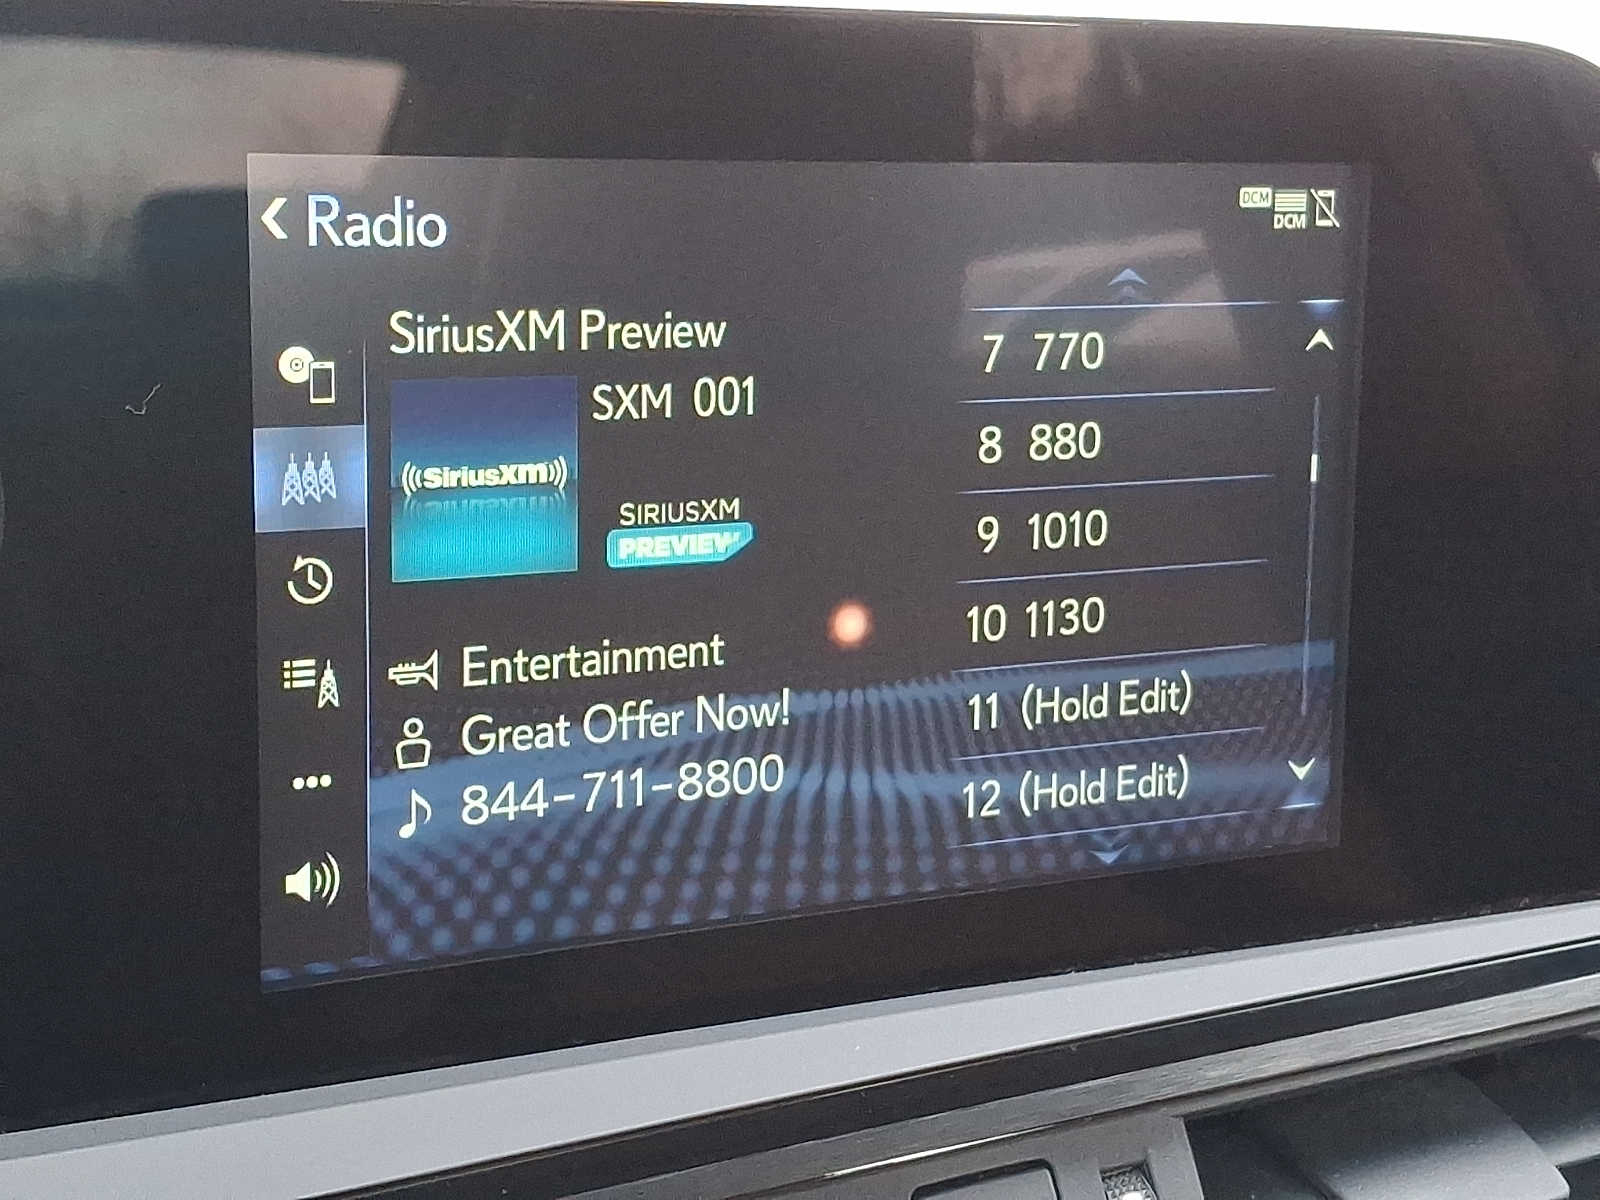 Radio
DCM
DCM
SiriusXM Preview
SXM 001
((SiriusXm))
SIRIUSXM
PREVIEW
Entertainment
Great Offer Now!
844-711-8800
7 770
8 880
9 1010
10 1130
11 (Hold Edit)
12 (Hold Edit)